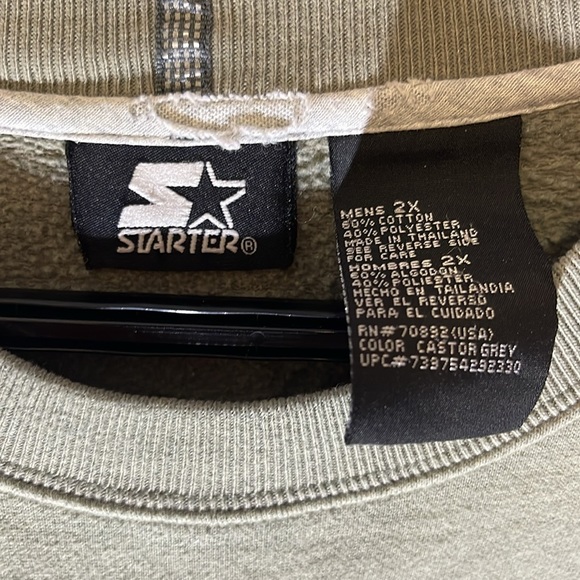 STARTER®
MENS 2X
60% COTTON
40% POLYESTER
MADE IN THAILAND
SEE REVERSE SIDE
FOR CARE
HOMBRES 2X
60% ALGODON
40% POLIESTER
HECHO EN TAILANDIA
VER EL REVERSO
PARA EL CUIDADO
RN#70892(USA)
COLOR CASTOR GREY
UPC#739754292330